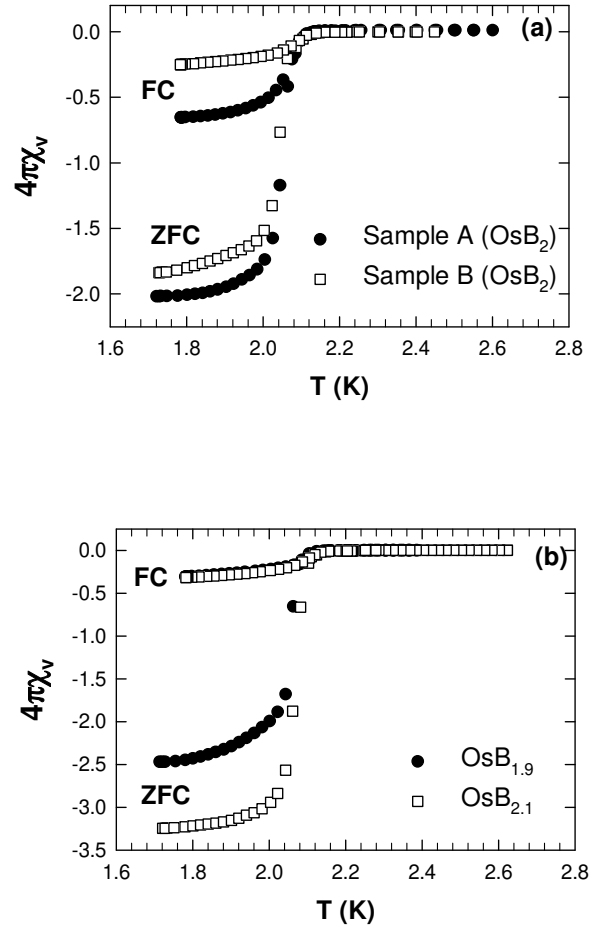 0.0
(a)
FC
-0.5
-1.0
ZFC
-1.5
Sample A (OsB₂)
Sample B (OsB₂)
-2.0
4πχᵥ
1.6 1.8 2.0 2.2 2.4 2.6 2.8
T (K)
0.0
(b)
FC
-0.5
-1.0
-1.5
-2.0
-2.5
OsB₁.₉
ZFC
OsB₂.₁
-3.0
-3.5
4πχᵥ
1.6 1.8 2.0 2.2 2.4 2.6 2.8
T (K)